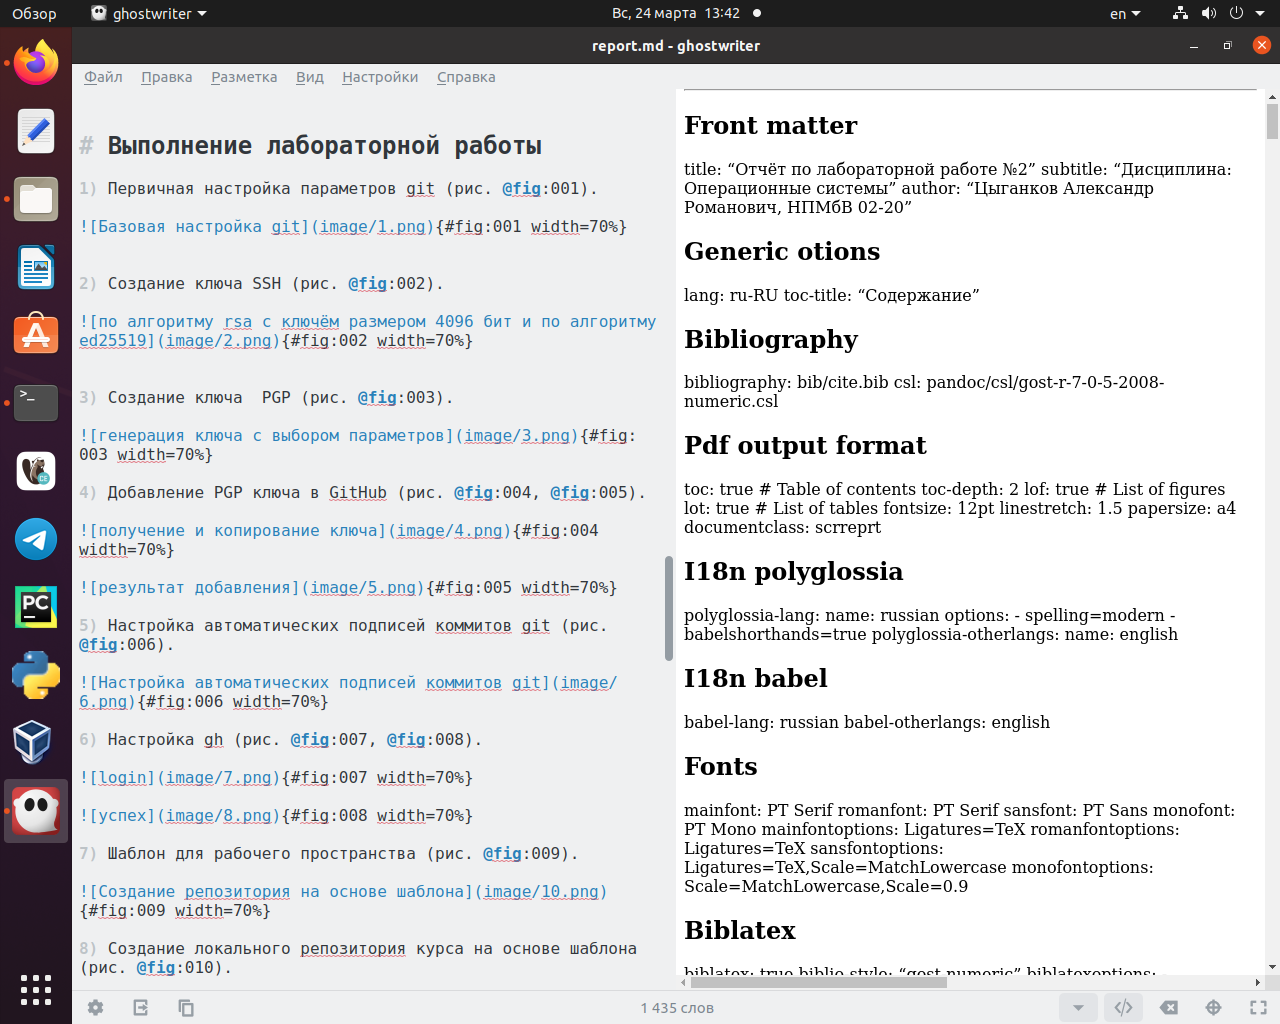 Обзор
ghostwriter
Вс, 24 марта 13:42
en
report.md - ghostwriter
Файл Правка Разметка Вид Настройки Справка
# Выполнение лабораторной работы
1) Первичная настройка параметров git (рис. @fig:001).
![Базовая настройка git](image/1.png){#fig:001 width=70%}
2) Создание ключа SSH (рис. @fig:002).
![по алгоритму rsa с ключём размером 4096 бит и по алгоритму
ed25519](image/2.png){#fig:002 width=70%}
3) Создание ключа  PGP (рис. @fig:003).
![генерация ключа с выбором параметров](image/3.png){#fig:
003 width=70%}
4) Добавление PGP ключа в GitHub (рис. @fig:004, @fig:005).
![получение и копирование ключа](image/4.png){#fig:004
width=70%}
![результат добавления](image/5.png){#fig:005 width=70%}
5) Настройка автоматических подписей коммитов git (рис.
@fig:006).
![Настройка автоматических подписей коммитов git](image/
6.png){#fig:006 width=70%}
6) Настройка gh (рис. @fig:007, @fig:008).
![login](image/7.png){#fig:007 width=70%}
![успех](image/8.png){#fig:008 width=70%}
7) Шаблон для рабочего пространства (рис. @fig:009).
![Создание репозитория на основе шаблона](image/10.png)
{#fig:009 width=70%}
8) Создание локального репозитория курса на основе шаблона
(рис. @fig:010).
Front matter
title: “Отчёт по лабораторной работе №2” subtitle: “Дисциплина:
Операционные системы” author: “Цыганков Александр
Романович, НПМбВ 02-20”
Generic otions
lang: ru-RU toc-title: “Содержание”
Bibliography
bibliography: bib/cite.bib csl: pandoc/csl/gost-r-7-0-5-2008-
numeric.csl
Pdf output format
toc: true # Table of contents toc-depth: 2 lof: true # List of figures
lot: true # List of tables fontsize: 12pt linestretch: 1.5 papersize: a4
documentclass: scrreprt
I18n polyglossia
polyglossia-lang: name: russian options: - spelling=modern -
babelshorthands=true polyglossia-otherlangs: name: english
I18n babel
babel-lang: russian babel-otherlangs: english
Fonts
mainfont: PT Serif romanfont: PT Serif sansfont: PT Sans monofont:
PT Mono mainfontoptions: Ligatures=TeX romanfontoptions:
Ligatures=TeX sansfontoptions:
Ligatures=TeX,Scale=MatchLowercase monofontoptions:
Scale=MatchLowercase,Scale=0.9
Biblatex
biblatex: true biblio-style: “gost-numeric” biblatexoptions: -
1 435 слов